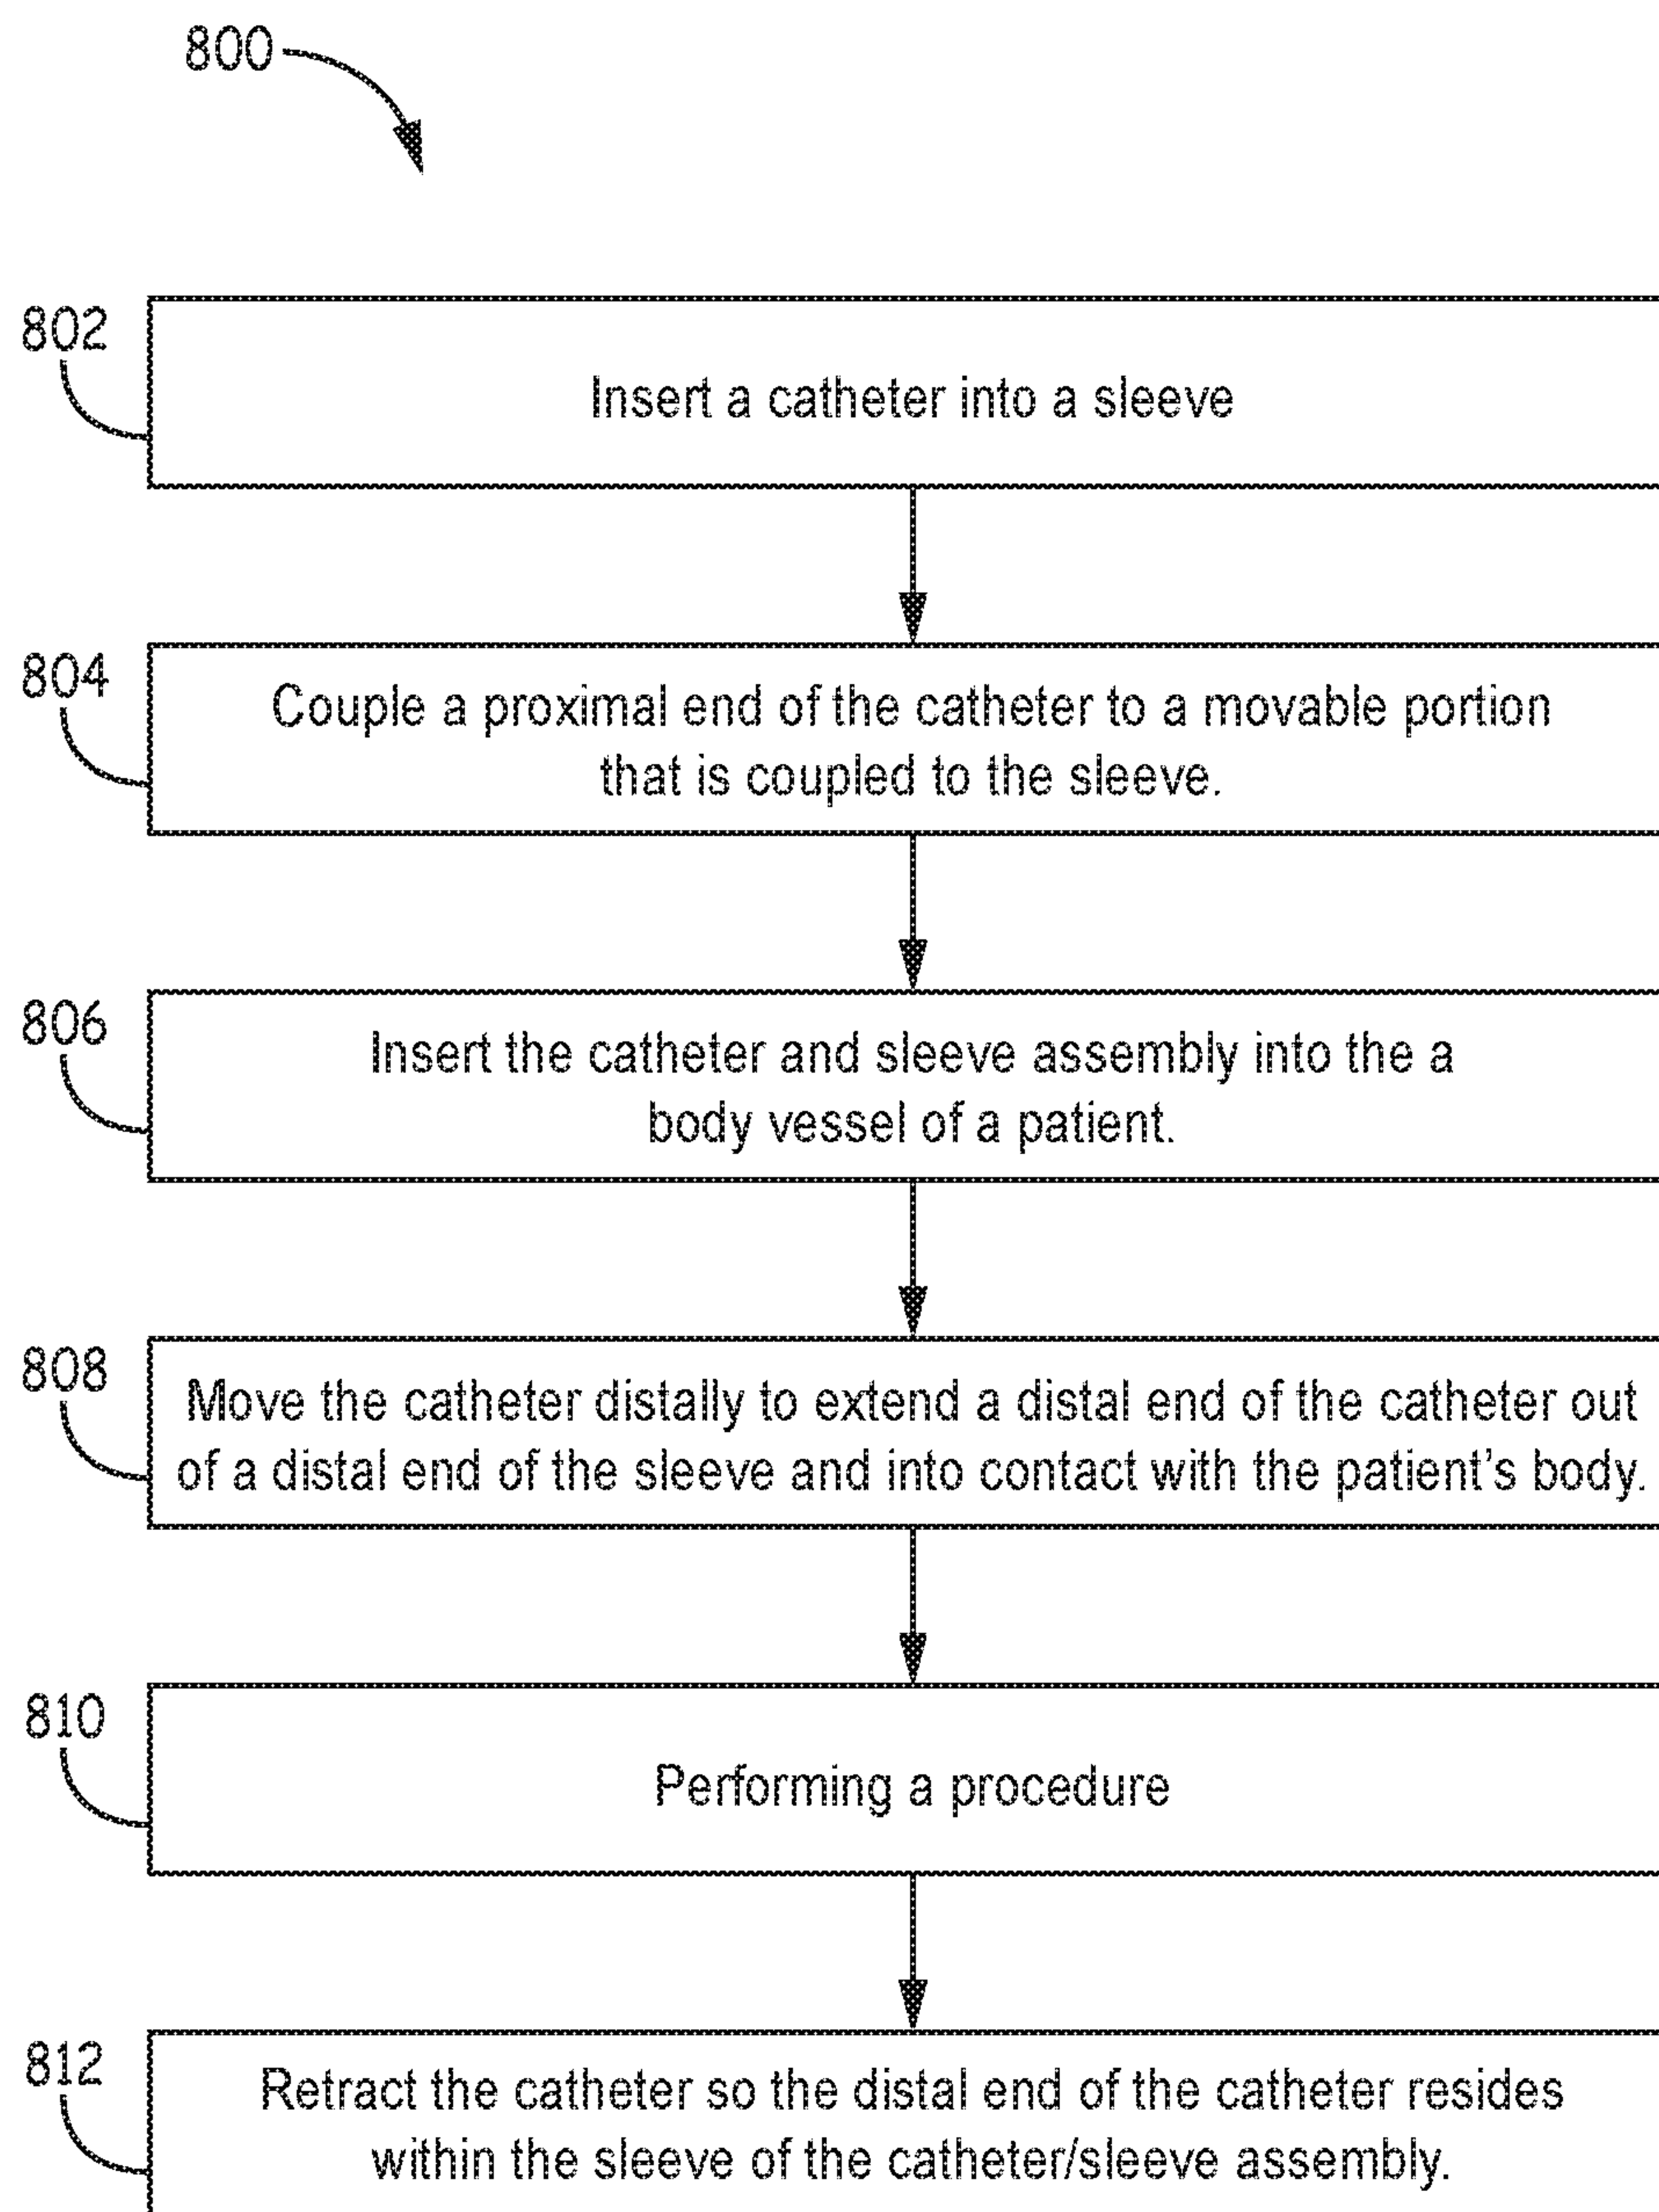 800
802
Insert a catheter into a sleeve
804
Couple a proximal end of the catheter to a movable portion
that is coupled to the sleeve.
806
Insert the catheter and sleeve assembly into the a
body vessel of a patient.
808
Move the catheter distally to extend a distal end of the catheter out
of a distal end of the sleeve and into contact with the patient's body.
810
Performing a procedure
812
Retract the catheter so the distal end of the catheter resides
within the sleeve of the catheter/sleeve assembly.